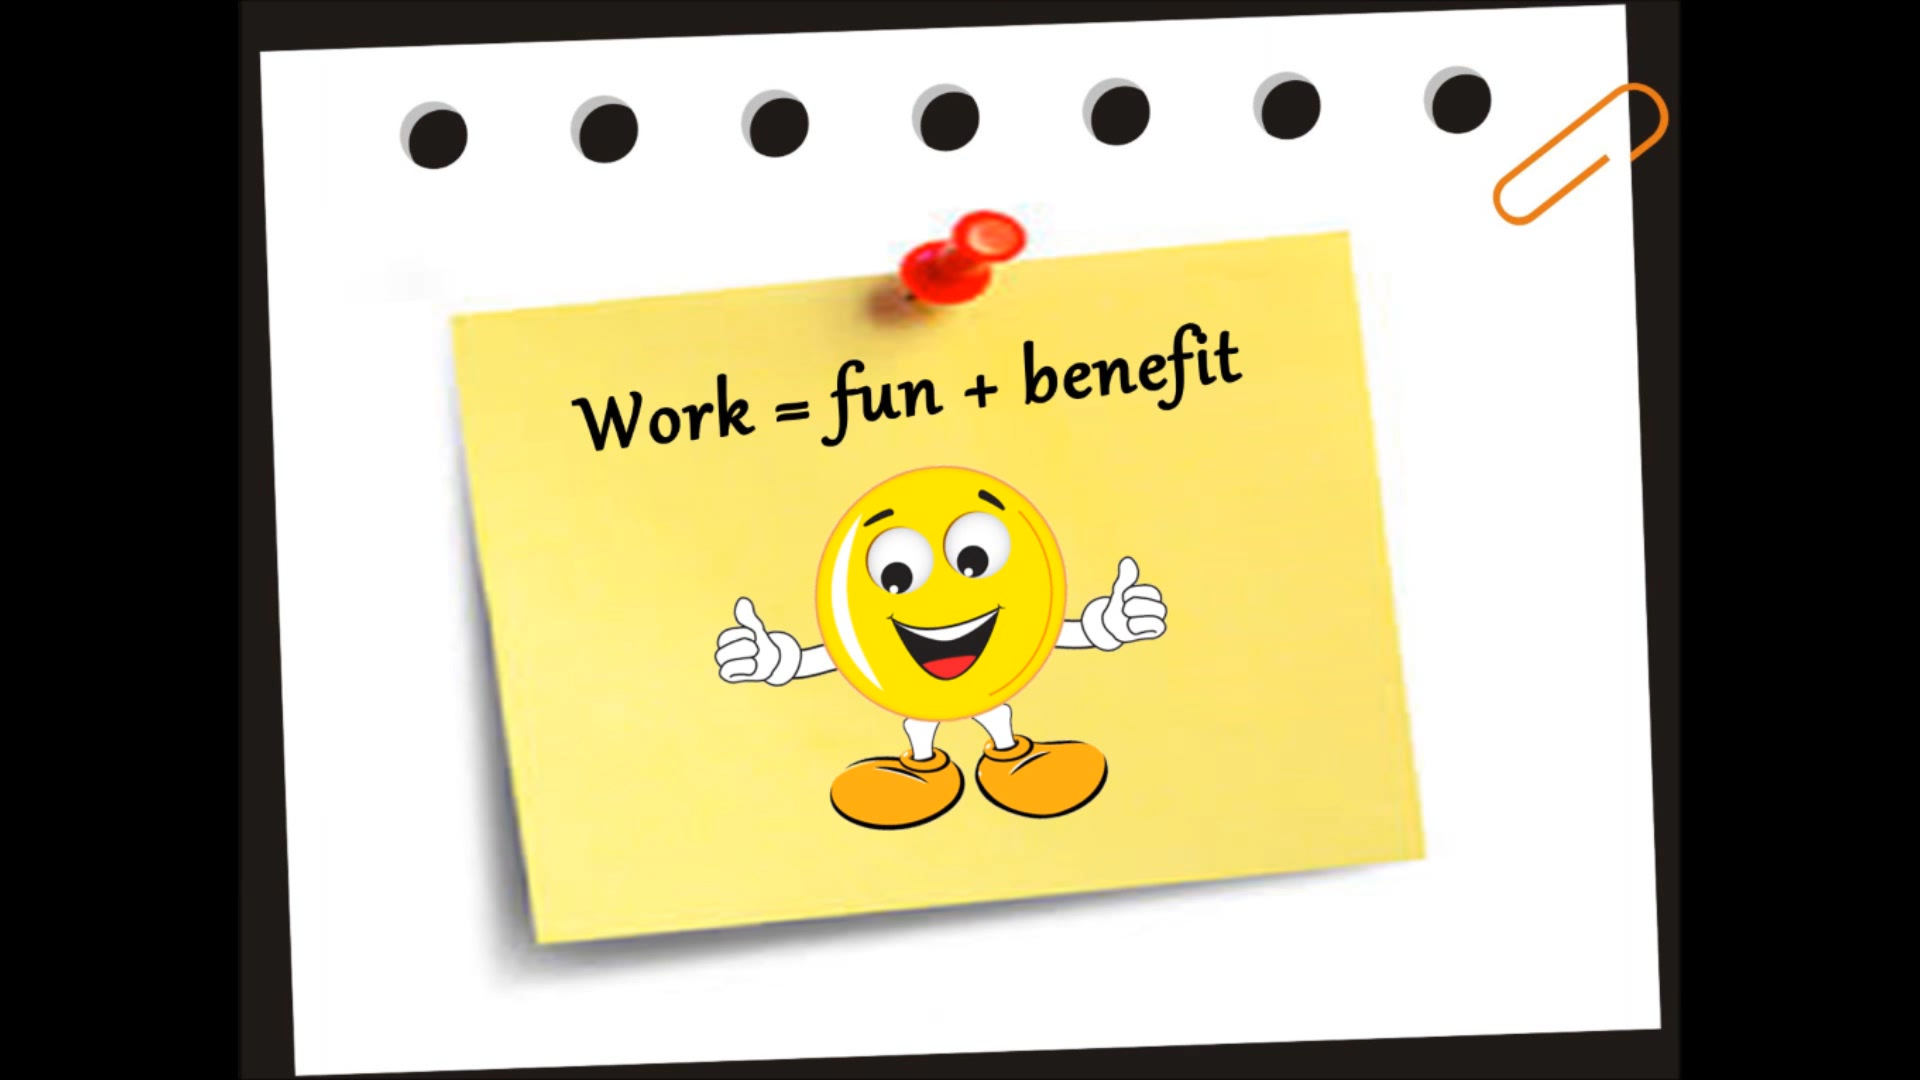 Work = fun + benefit